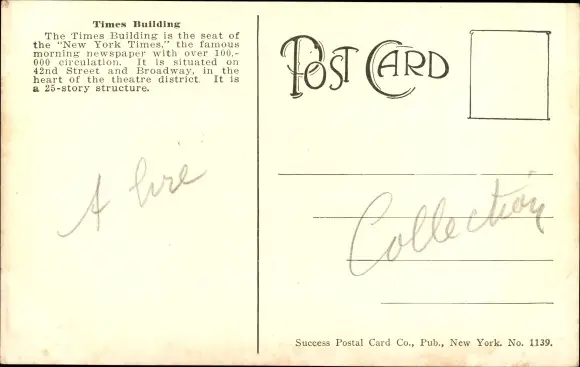 Times Building
The Times Building is the seat of
the "New York Times," the famous
morning newspaper with over 100,-
000 circulation. It is situated on
42nd Street and Broadway, in the
heart of the theatre district. It is
a 25-story structure.
POST CARD
A
Collection
Success Postal Card Co., Pub., New York. No. 1139.